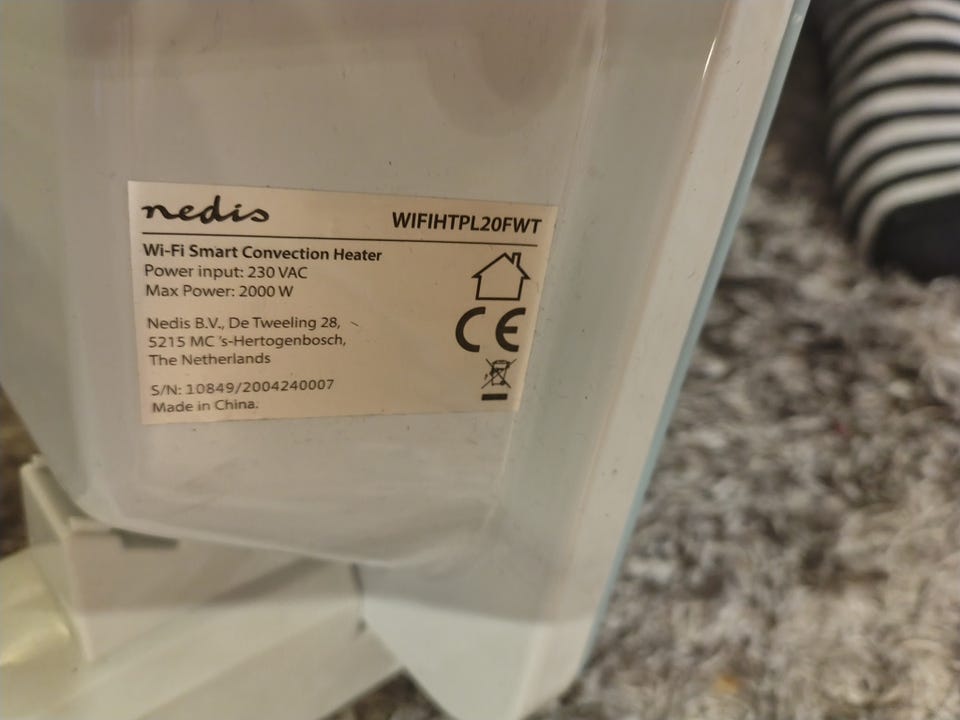 nedis
WIFIHTPL20FWT
Wi-Fi Smart Convection Heater
Power input: 230 VAC
Max Power: 2000 W
Nedis B.V., De Tweeling 28,
5215 MC 's-Hertogenbosch,
The Netherlands
S/N: 10849/2004240007
Made in China.
CE